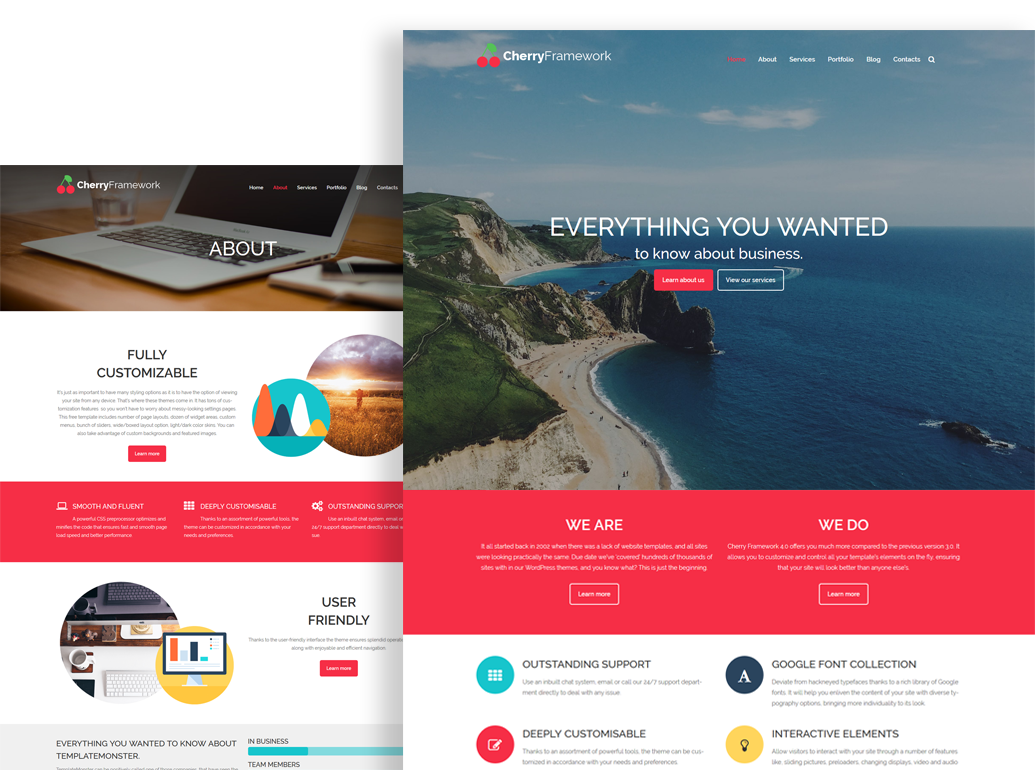 CherryFramework
Home About Services Portfolio Blog Contacts
ABOUT
FULLY
CUSTOMIZABLE
It's just as important to have many styling options as it is to have the option of viewing
your site from any device. That's where these themes come in. It has tons of cus-
tomization features, so you won't have to worry about messy-looking settings pages.
This free template includes number of page layouts, dozen of widget areas, custom
menus, bunch of sliders, wide/boxed layout option, light/dark color skins. You can
also take advantage of custom backgrounds and featured images.
Learn more
SMOOTH AND FLUENT
A powerful CSS preprocessor optimizes and
minifies the code that ensures fast and smooth page
load speed and better performance
DEEPLY CUSTOMISABLE
Thanks to an assortment of powerful tools, the
theme can be customized in accordance with your
needs and preferences.
OUTSTANDING SUPPOR
Use an inbuilt chat system, email or
24/7 support department directly to deal w
sue.
USER
FRIENDLY
Thanks to the user-friendly interface the theme ensures splendid operati
along with enjoyable and efficient navigation.
Learn more
EVERYTHING YOU WANTED TO KNOW ABOUT
TEMPLATEMONSTER.
IN BUSINESS
TEAM MEMBERS
CherryFramework
Home About Services Portfolio Blog Contacts
EVERYTHING YOU WANTED
to know about business.
Learn about us View our services
WE ARE
It all started back in 2002 when there was a lack of website templates, and all sites
were looking practically the same. Due date we've 'covered' hundreds of thousands of
sites with in our WordPress themes, and you know what? This is just the beginning.
Learn more
WE DO
Cherry Framework 4.0 offers you much more compared to the previous version 3.0. It
allows you to customize and control all your template's elements on the fly, ensuring
that your site will look better than anyone else's.
Learn more
OUTSTANDING SUPPORT
Use an inbuilt chat system, email or call our 24/7 support depart-
ment directly to deal with any issue.
A
GOOGLE FONT COLLECTION
Deviate from hackneyed typefaces thanks to a rich library of Google
fonts. It will help you enliven the content of your site with diverse ty-
pography options, bringing more individuality to its look.
DEEPLY CUSTOMISABLE
Thanks to an assortment of powerful tools, the theme can be cus-
tomized in accordance with your needs and preferences.
INTERACTIVE ELEMENTS
Allow visitors to interact with your site through a number of features
like, sliding pictures, preloaders, changing displays, video and audio